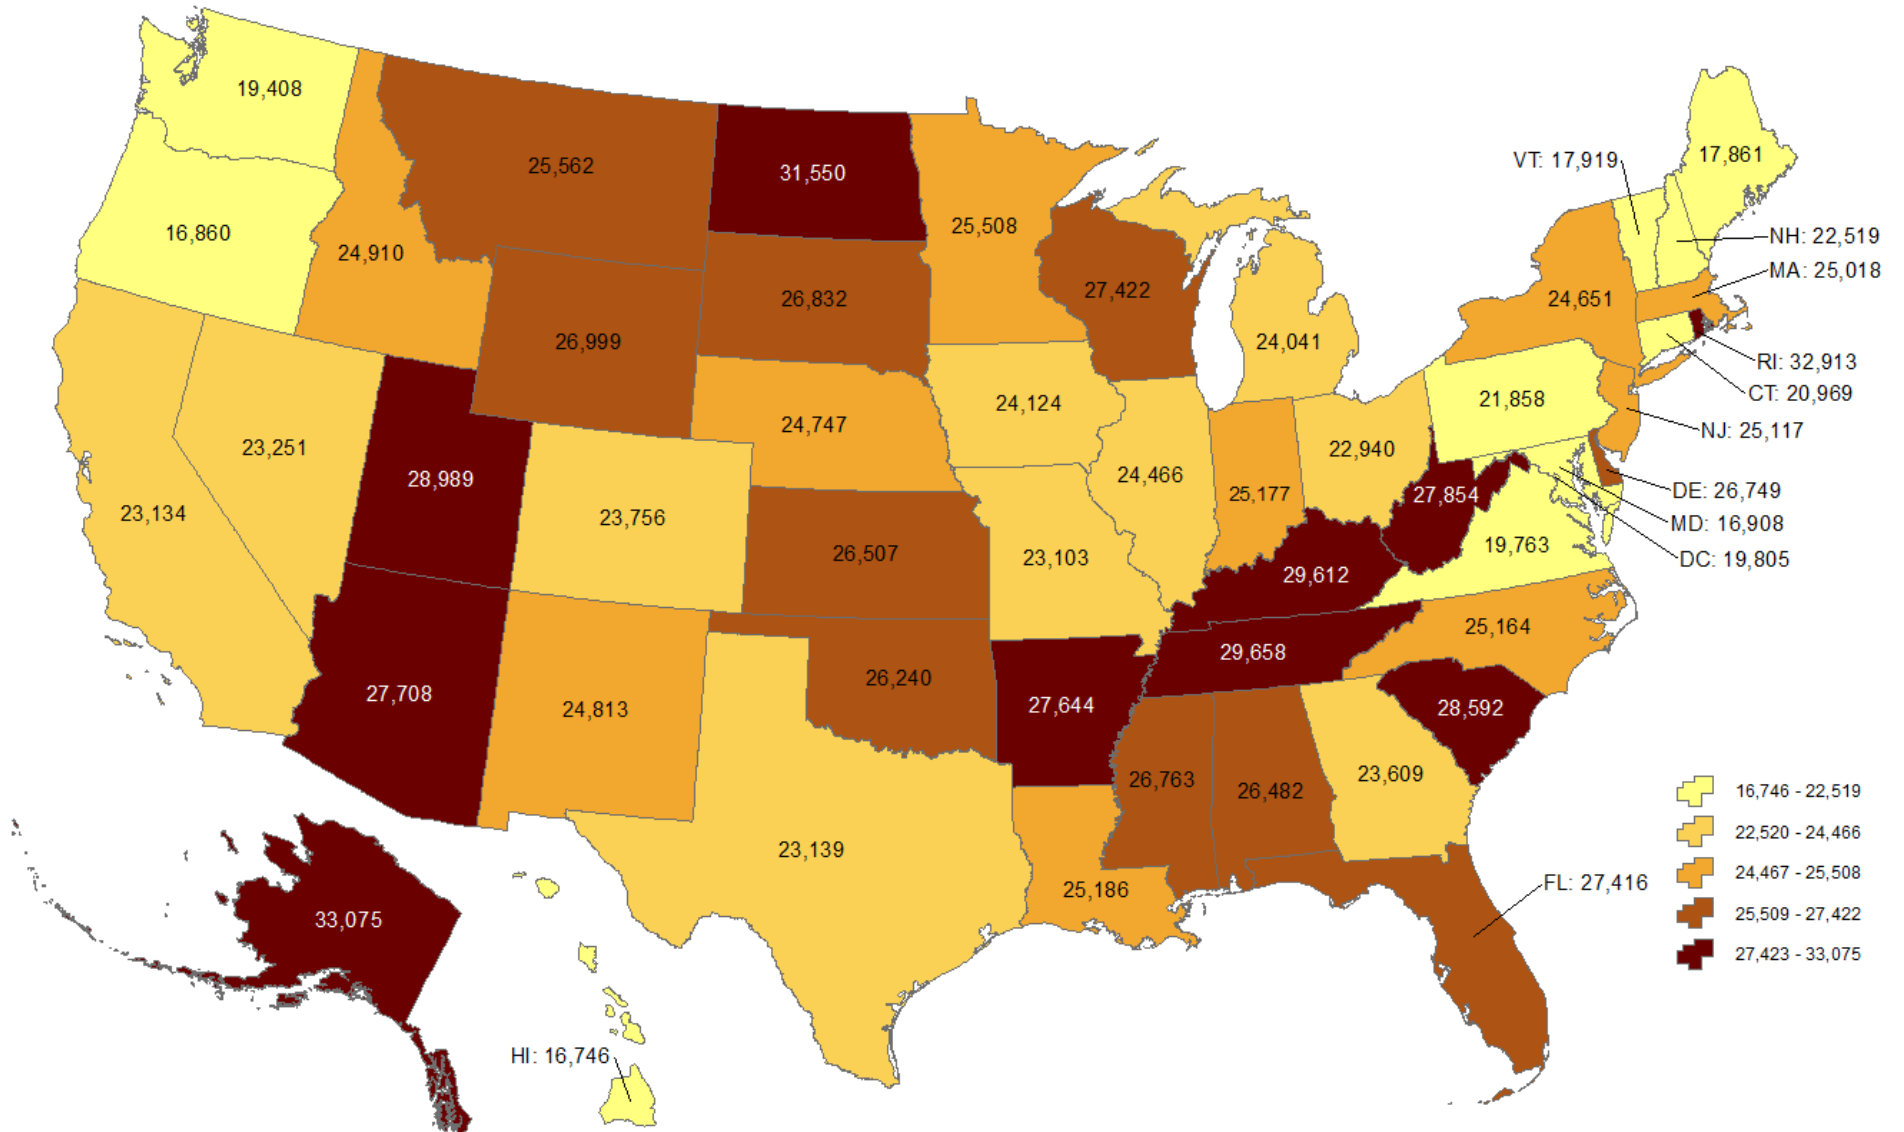 19,408
17,861
VT: 17,919
25,562
31,550
25,508
16,860
NH: 22,519
24,910
MA: 25,018
27,422
26,832
24,651
26,999
24,041
RI: 32,913
CT: 20,969
24,124
21,858
24,747
NJ: 25,117
23,251
22,940
24,466
28,989
25,177
27,854
DE: 26,749
23,134
23,756
MD: 16,908
19,763
26,507
23,103
DC: 19,805
29,612
25,164
29,658
26,240
27,708
27,644
28,592
24,813
23,609
26,763
26,482
16,746 - 22,519
22,520 - 24,466
23,139
24,467 - 25,508
25,186
FL: 27,416
25,509 - 27,422
33,075
27,423 - 33,075
HI: 16,746